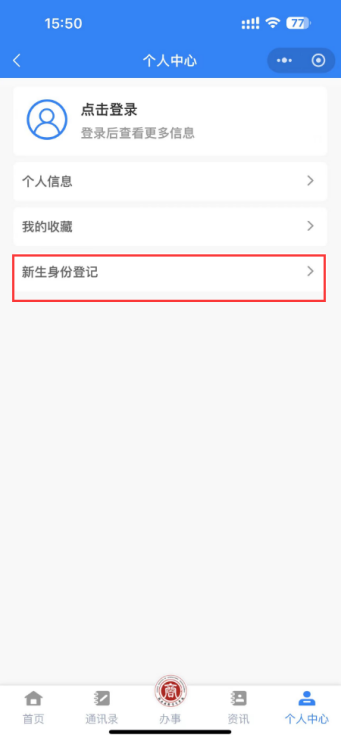 15:50
77
个人中心
点击登录
登录后查看更多信息
个人信息
我的收藏
新生身份登记
商
首页
通讯录
办事
资讯
个人中心